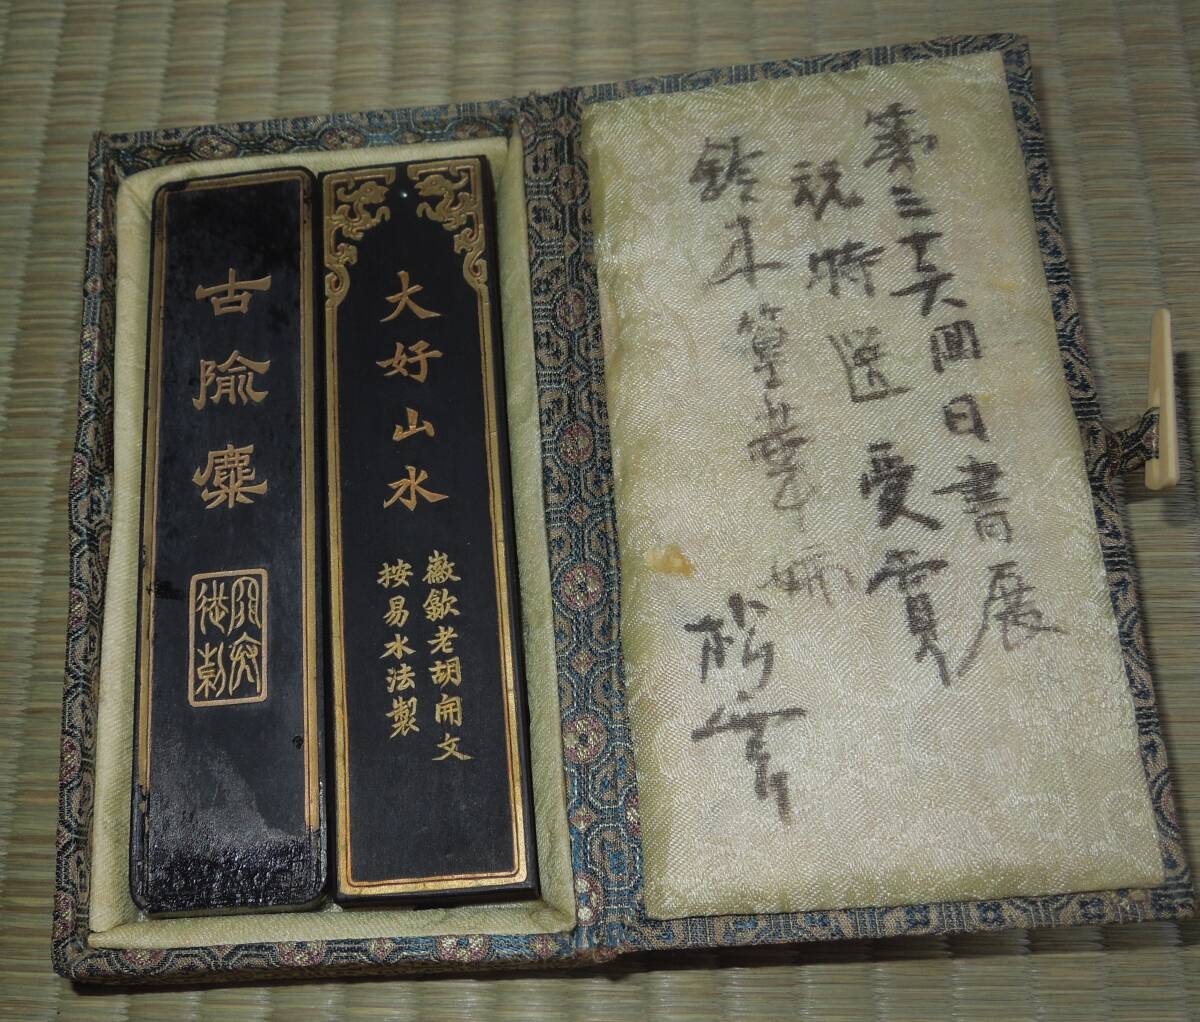 第三十六回日書展
祝特選受賞
鈴木
大好山水
徽歙老胡開文
按易水法製
古隃麋